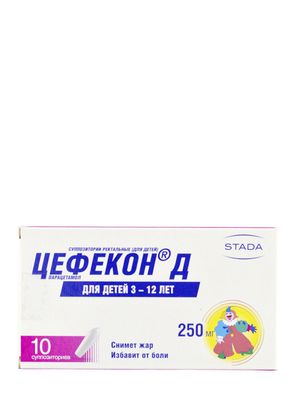 СУППОЗИТОРИИ РЕКТАЛЬНЫЕ (ДЛЯ ДЕТЕЙ)
STADA
ЦЕФЕКОН® Д
ПАРАЦЕТАМОЛ
ДЛЯ ДЕТЕЙ 3 – 12 ЛЕТ
250 МГ
10
суппозиториев
Снимет жар
Избавит от боли